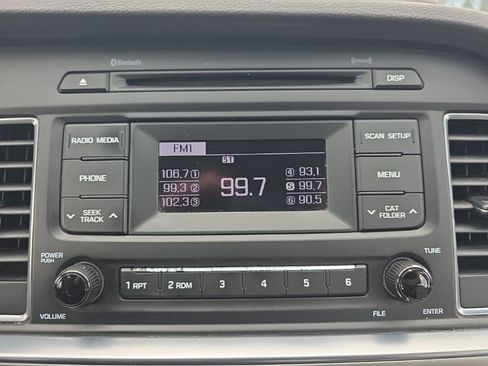 Bluetooth
DISP
RADIO MEDIA
SCAN SETUP
FM1
ST
106.7 1
4 93.1
99.3 2
99.7
5 99.7
102.3 3
6 90.5
PHONE
MENU
SEEK
TRACK
CAT
FOLDER
POWER
PUSH
TUNE
1 RPT
2 RDM
3
4
5
6
VOLUME
FILE
ENTER